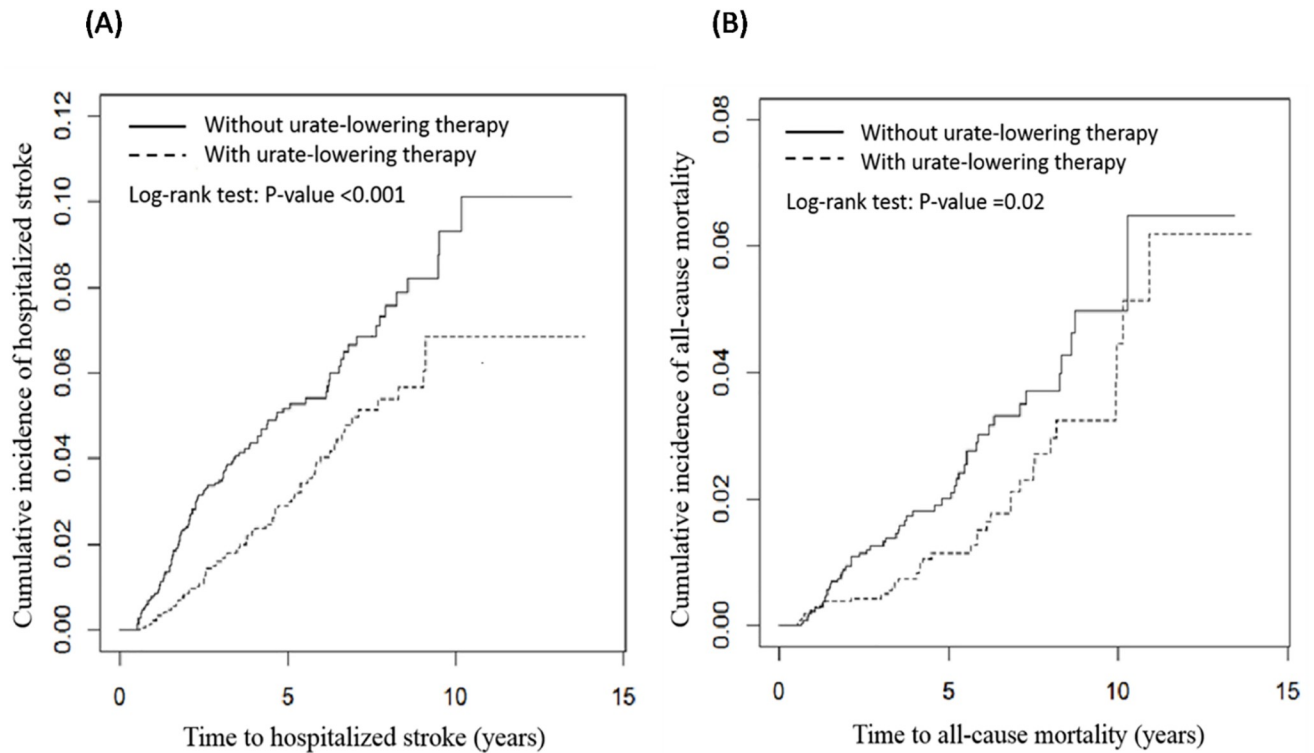 (A)
(B)
Cumulative incidence of hospitalized stroke
0.12
0.10
0.08
0.06
0.04
0.02
0.00
Without urate-lowering therapy
With urate-lowering therapy
Log-rank test: P-value <0.001
0
5
10
15
Time to hospitalized stroke (years)
Cumulative incidence of all-cause mortality
0.08
0.06
0.04
0.02
0.00
Without urate-lowering therapy
With urate-lowering therapy
Log-rank test: P-value =0.02
0
5
10
15
Time to all-cause mortality (years)